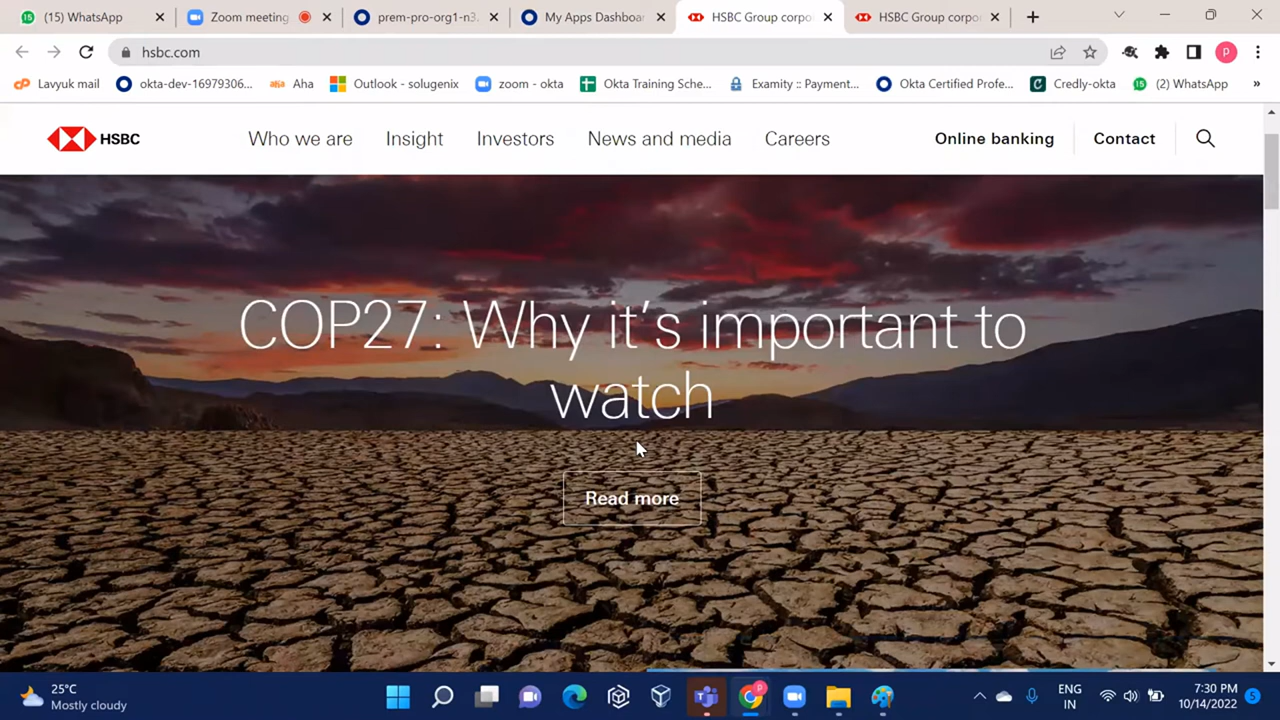 (15) WhatsApp
Zoom meeting
prem-pro-org1-n3
My Apps Dashboar
HSBC Group corpo
HSBC Group corpo
hsbc.com
P
Lavyuk mail
okta-dev-16979306...
Aha
Outlook - solugenix
zoom - okta
Okta Training Sche...
Examity :: Payment...
Okta Certified Profe...
Credly-okta
(2) WhatsApp
»
HSBC
Who we are
Insight
Investors
News and media
Careers
Online banking
Contact
COP27: Why it's important to
watch
Read more
25°C
Mostly cloudy
ENG
IN
7:30 PM
10/14/2022
5